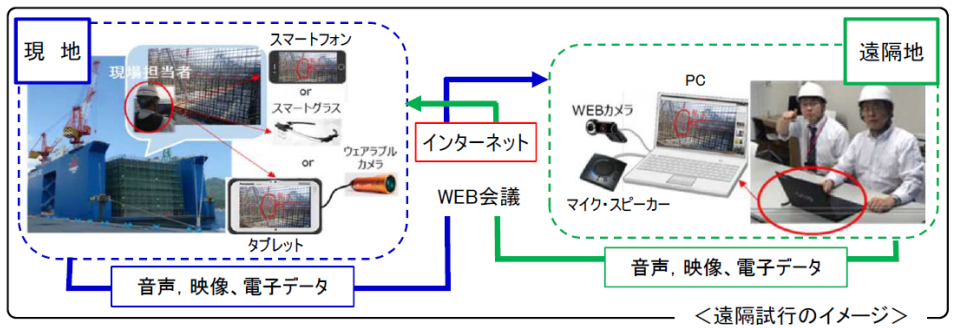 現 地
現場担当者
スマートフォン
or
スマートグラス
or
ウェアラブル
カメラ
タブレット
音声，映像、電子データ
インターネット
WEB会議
遠隔地
PC
WEBカメラ
マイク・スピーカー
音声，映像、電子データ
＜遠隔試行のイメージ＞